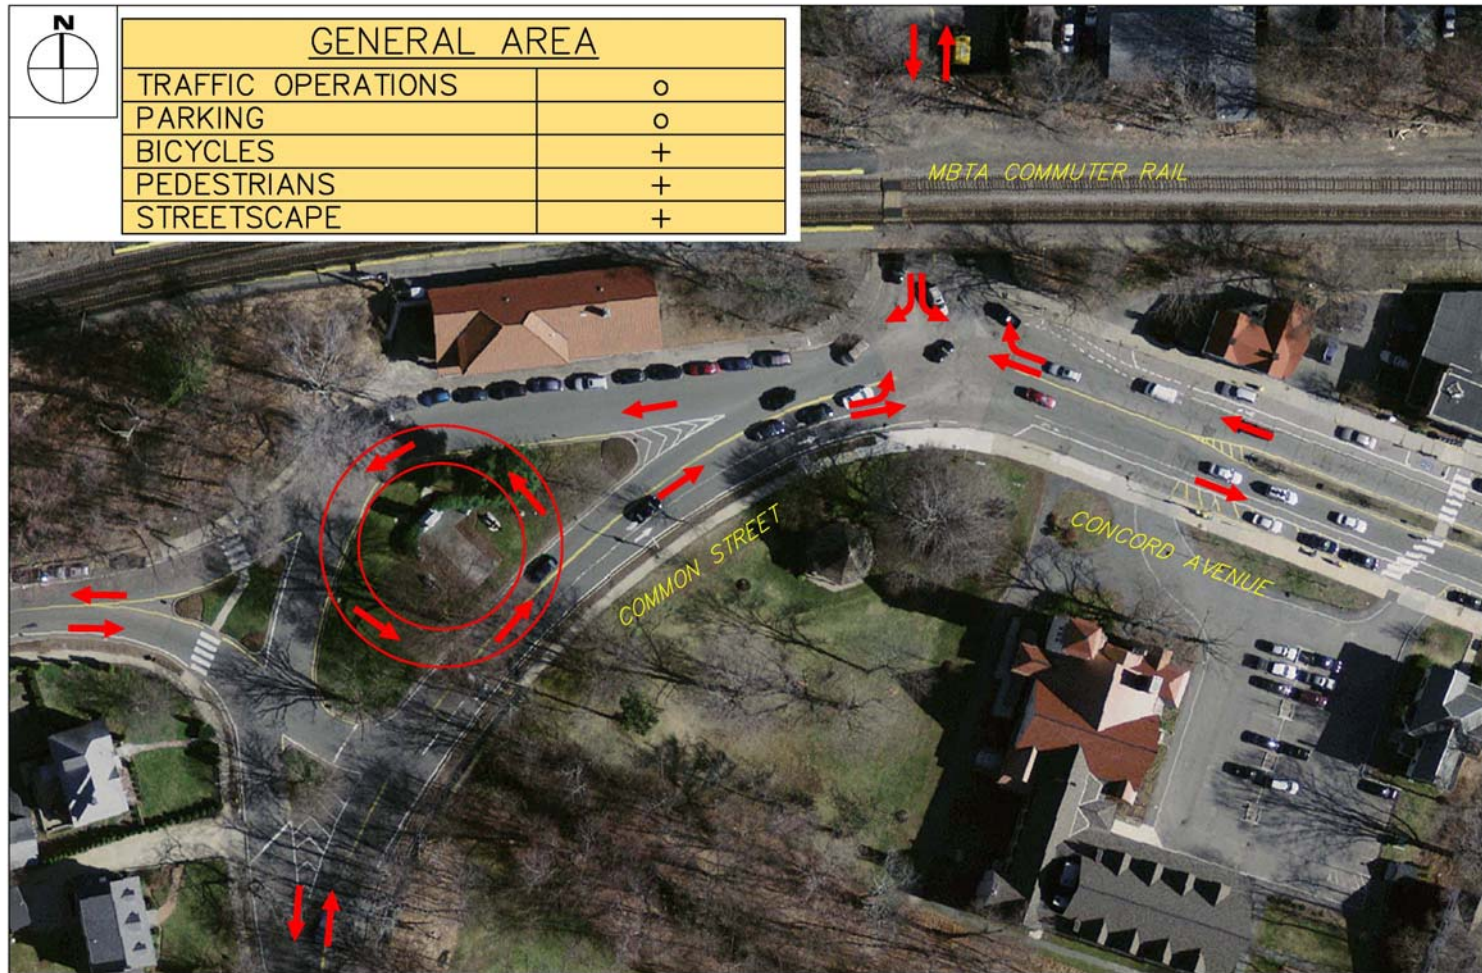 N
GENERAL AREA
TRAFFIC OPERATIONS o
PARKING o
BICYCLES +
PEDESTRIANS +
STREETSCAPE +
MBTA COMMUTER RAIL
COMMON STREET
CONCORD AVENUE